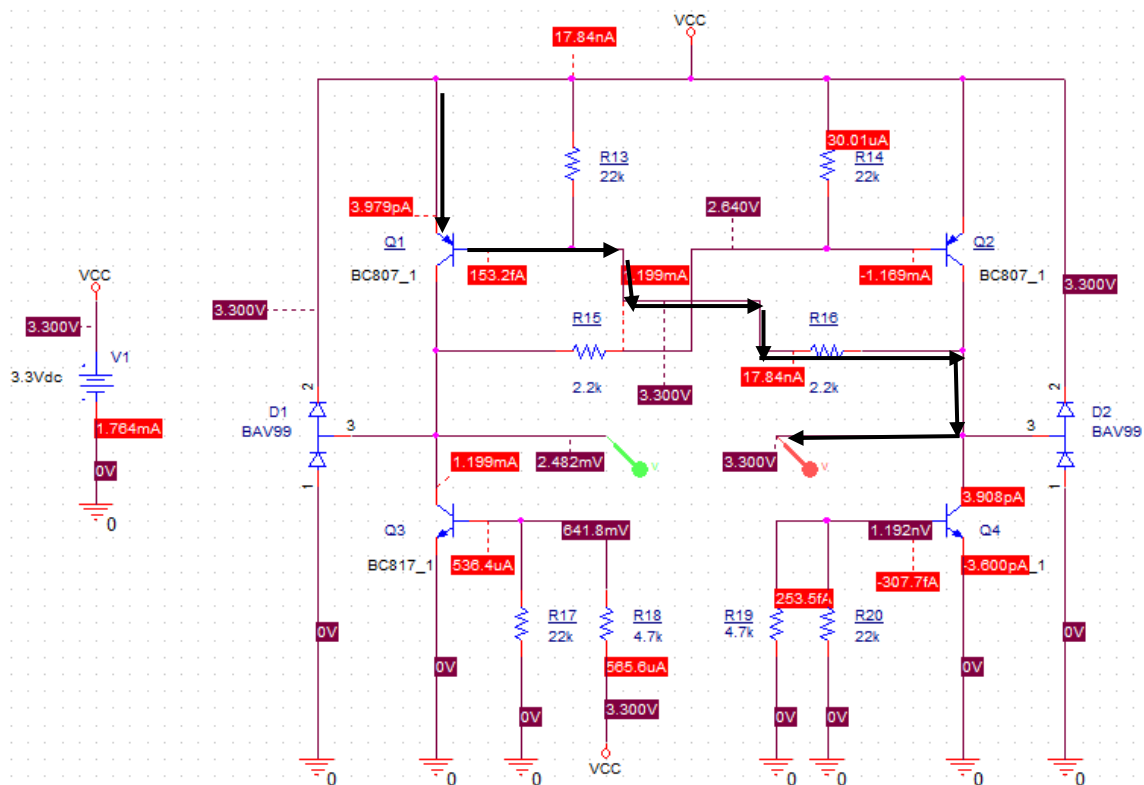 VCC
17.84nA
R13
22k
30.01uA
R14
22k
3.979pA
2.640V
Q1
BC807_1
153.2fA
.199mA
-1.169mA
Q2
BC807_1
VCC
3.300V
V1
3.3Vdc
1.764mA
0V
0
3.300V
3.300V
R15
2.2k
R16
2.2k
17.84nA
3.300V
2
D1
BAV99
3
1
2
D2
BAV99
3
1
2.482mV
V
3.300V
V
1.199mA
3.908pA
Q3
BC817_1
536.4uA
641.8mV
1.192nV
Q4
-307.7fA
-3.600pA
_1
R17
22k
R18
4.7k
565.6uA
253.5fA
R19
4.7k
R20
22k
0V
0V
0V
3.300V
VCC
0V
0V
0V
0V
0
0
0
0
0
0
0